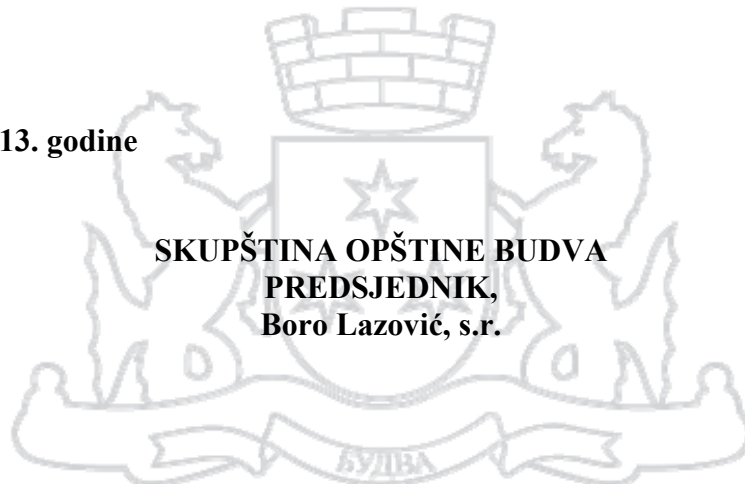 13. godine
SKUPŠTINA OPŠTINE BUDVA
PREDSJEDNIK,
Boro Lazović, s.r.
БУДВА